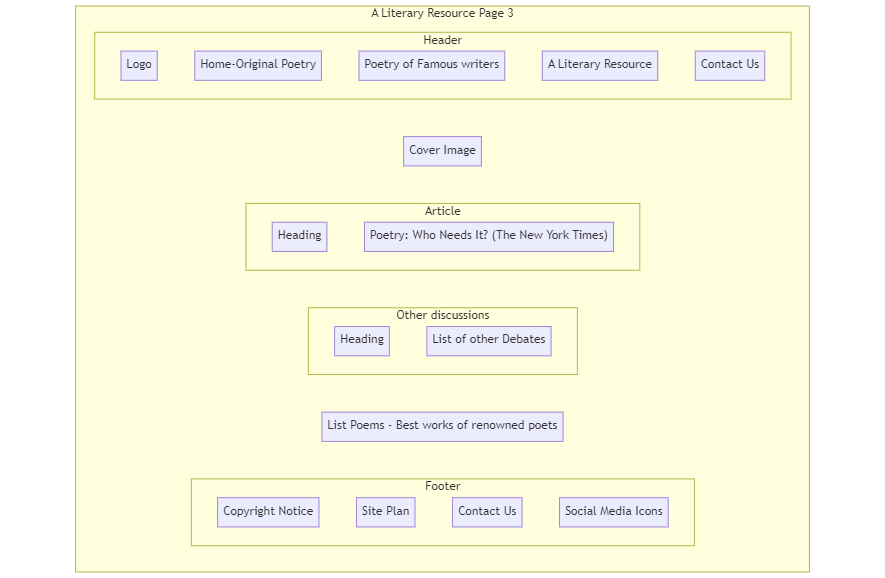 A Literary Resource Page 3
Header
Logo
Home-Original Poetry
Poetry of Famous writers
A Literary Resource
Contact Us
Cover Image
Article
Heading
Poetry: Who Needs It? (The New York Times)
Other discussions
Heading
List of other Debates
List Poems - Best works of renowned poets
Footer
Copyright Notice
Site Plan
Contact Us
Social Media Icons